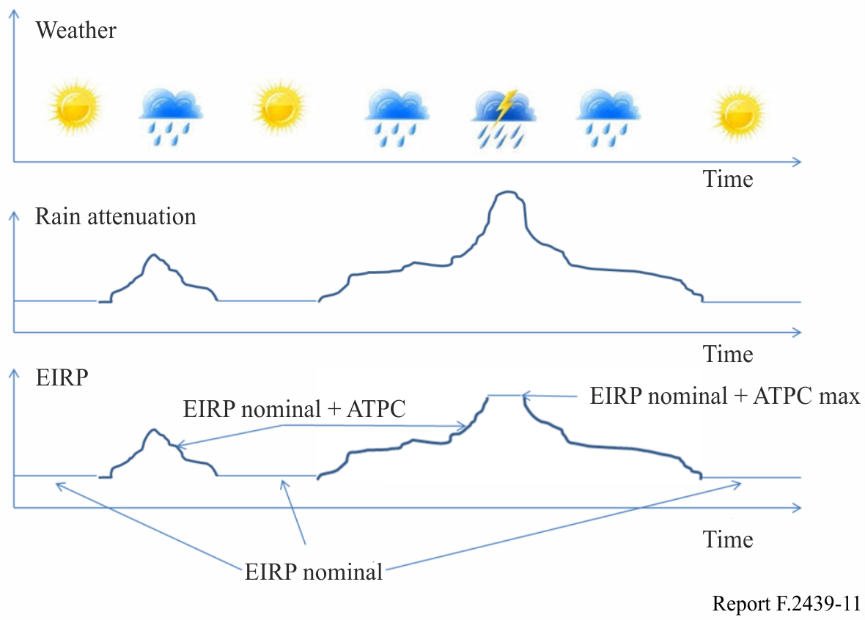 Weather
Time
Rain attenuation
Time
EIRP
EIRP nominal + ATPC max
EIRP nominal + ATPC
Time
EIRP nominal
Report F.2439-11